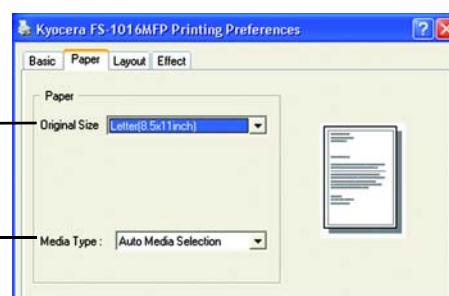 Kyocera FS-1016MFP Printing Preferences
Basic Paper Layout Effect
Paper
Original Size Letter(8.5x11inch)
Media Type : Auto Media Selection